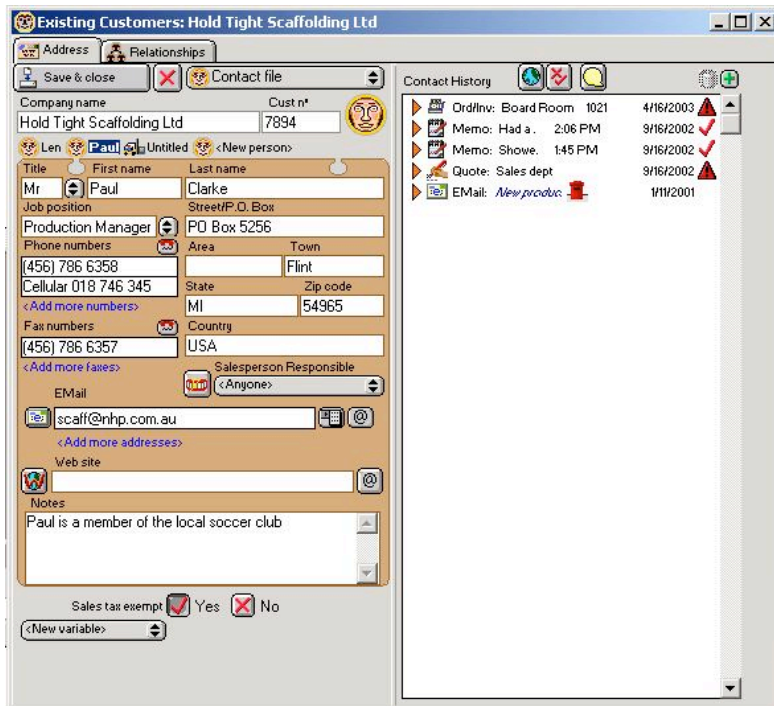 Existing Customers: Hold Tight Scaffolding Ltd
Address Relationships
Save & close Contact file
Company name Cust nº
Hold Tight Scaffolding Ltd 7894
Len Paul Untitled <New person>
Title First name Last name
Mr Paul Clarke
Job position Street/P.O. Box
Production Manager PO Box 5256
Phone numbers Area Town
(456) 786 6358 Flint
Cellular 018 746 345 State Zip code
<Add more numbers> MI 54965
Fax numbers Country
(456) 786 6357 USA
<Add more faxes> Salesperson Responsible
<Anyone>
EMail
scaff@nhp.com.au @
<Add more addresses>
Web site
W @
Notes
Paul is a member of the local soccer club
Sales tax exempt Yes No
<New variable>
Contact History
Ord/Inv: Board Room 1021 4/16/2003
Memo: Had a . 2:06 PM 9/16/2002
Memo: Showe. 1:45 PM 9/16/2002
Quote: Sales dept 9/16/2002
EMail: New produc 1/11/2001